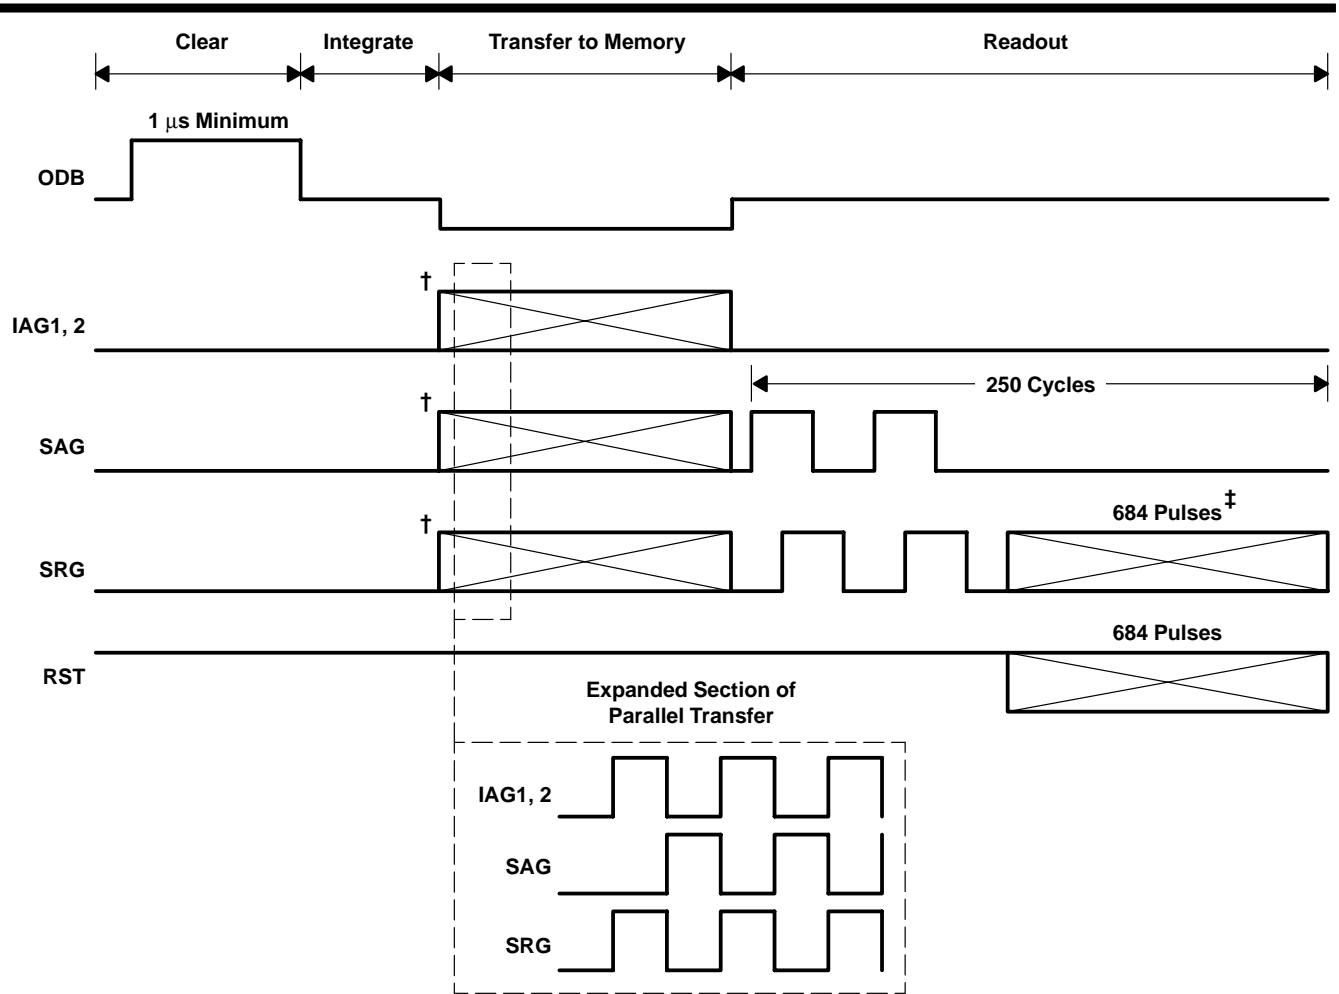 Clear Integrate Transfer to Memory Readout
1 μs Minimum
ODB
†
IAG1, 2
250 Cycles
†
SAG
684 Pulses‡
†
SRG
684 Pulses
RST
Expanded Section of
Parallel Transfer
IAG1, 2
SAG
SRG